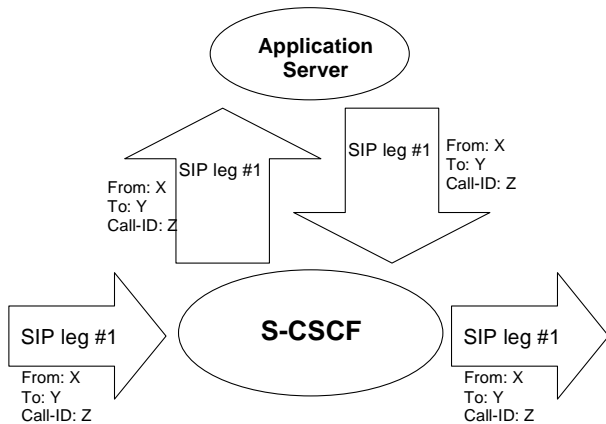 Application
Server
SIP leg #1
From: X
To: Y
Call-ID: Z
SIP leg #1
From: X
To: Y
Call-ID: Z
S-CSCF
SIP leg #1
From: X
To: Y
Call-ID: Z
SIP leg #1
From: X
To: Y
Call-ID: Z